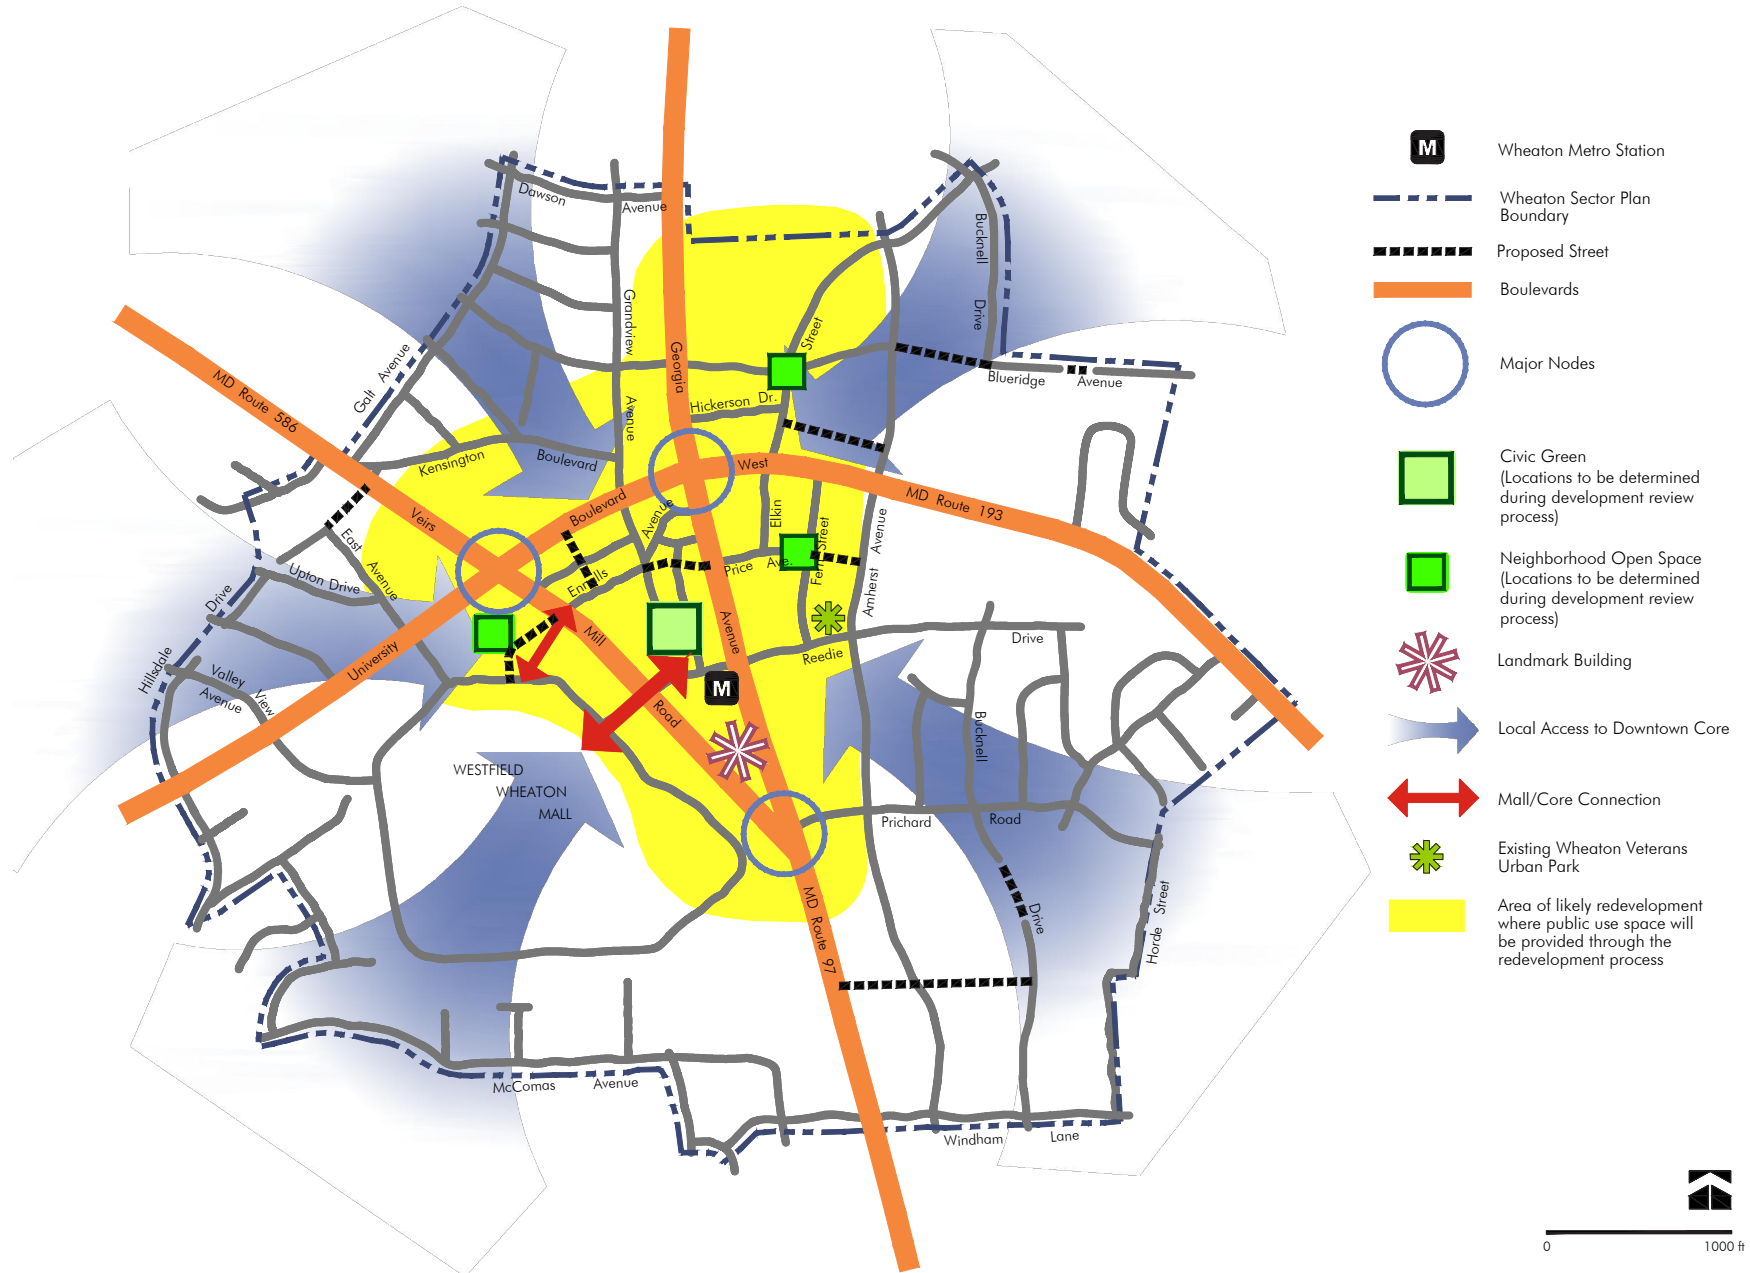 Dawson
Avenue
Grandview
Avenue
Georgia
Avenue
Bucknell
Drive
Street
Blueridge
Avenue
Hickerson Dr.
Galt Avenue
MD Route 586
Kensington
Boulevard
Veirs
Mill
Road
West
MD Route 193
Boulevard
University
Avenue
Elkin
Fern Street
Amherst
Avenue
Price Ave.
Ennalls
East
Avenue
Upton Drive
Drive
Hillsdale
Valley View
Avenue
Reedie
Drive
M
WESTFIELD
WHEATON
MALL
Prichard
Road
Bucknell
Drive
MD Route 97
Horde Street
McComas
Avenue
Windham
Lane
M
Wheaton Metro Station
Wheaton Sector Plan
Boundary
Proposed Street
Boulevards
Major Nodes
Civic Green
(Locations to be determined
during development review
process)
Neighborhood Open Space
(Locations to be determined
during development review
process)
Landmark Building
Local Access to Downtown Core
Mall/Core Connection
Existing Wheaton Veterans
Urban Park
Area of likely redevelopment
where public use space will
be provided through the
redevelopment process
0
1000 ft